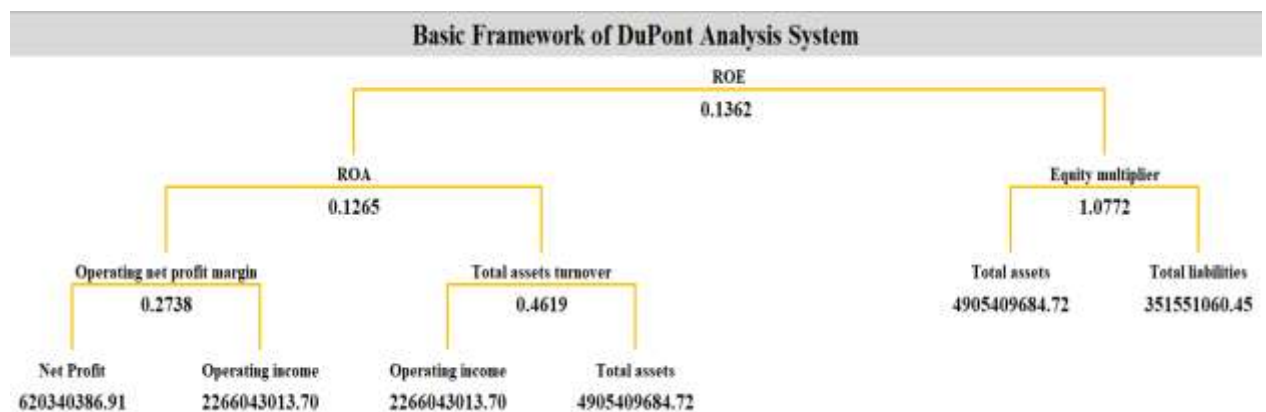 Basic Framework of DuPont Analysis System
ROE
0.1362
ROA
Equity multiplier
0.1265
1.0772
Operating net profit margin
Total assets turnover
Total assets
Total liabilities
0.2738
0.4619
4905409684.72
351551060.45
Net Profit
Operating income
Operating income
Total assets
620340386.91
2266043013.70
2266043013.70
4905409684.72